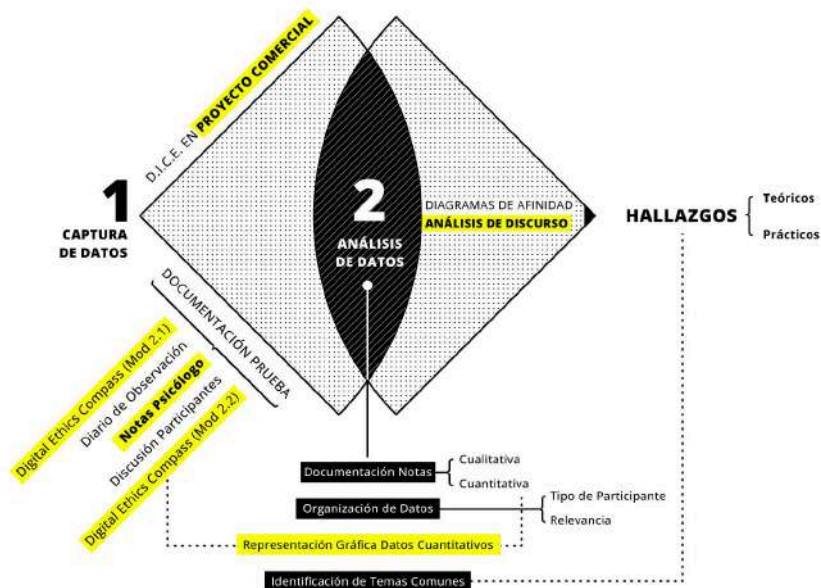 D.I.C.E. EN PROYECTO COMERCIAL
1
CAPTURA
DE DATOS
2
ANÁLISIS
DE DATOS
DIAGRAMAS DE AFINIDAD
ANÁLISIS DE DISCURSO
HALLAZGOS
Teóricos
Prácticos
DOCUMENTACIÓN PRUEBA
Digital Ethics Compass (Mod 2.1)
Diario de Observación
Notas Psicólogo
Discusión Participantes
Digital Ethics Compass (Mod 2.2)
Documentación Notas
Cualitativa
Cuantitativa
Organización de Datos
Tipo de Participante
Relevancia
Representación Gráfica Datos Cuantitativos
Identificación de Temas Comunes